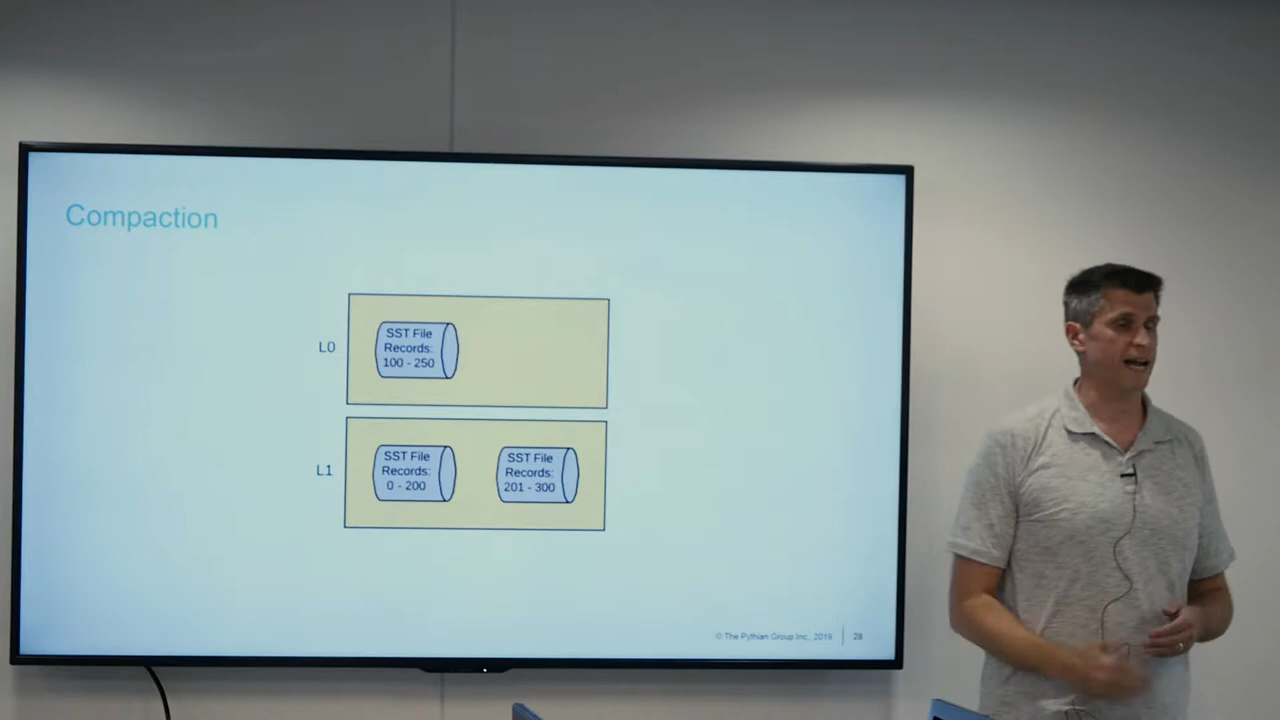 Compaction
L0
SST File
Records:
100 - 250
L1
SST File
Records:
0 - 200
SST File
Records:
201 - 300
© The Pythian Group Inc., 2019
28